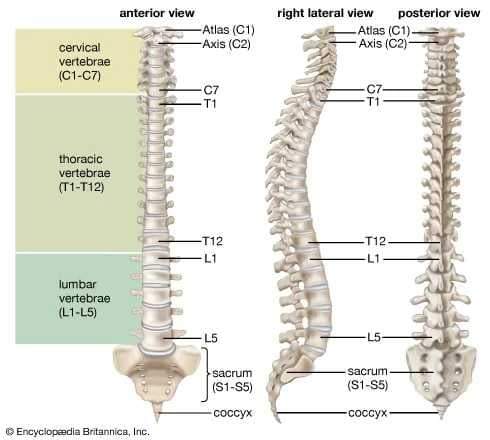 anterior view
right lateral view
posterior view
cervical
vertebrae
(C1-C7)
thoracic
vertebrae
(T1-T12)
lumbar
vertebrae
(L1-L5)
Atlas (C1)
Axis (C2)
C7
T1
T12
L1
L5
sacrum
(S1-S5)
coccyx
Atlas (C1)
Axis (C2)
C7
T1
T12
L1
L5
sacrum
(S1-S5)
coccyx
© Encyclopædia Britannica, Inc.